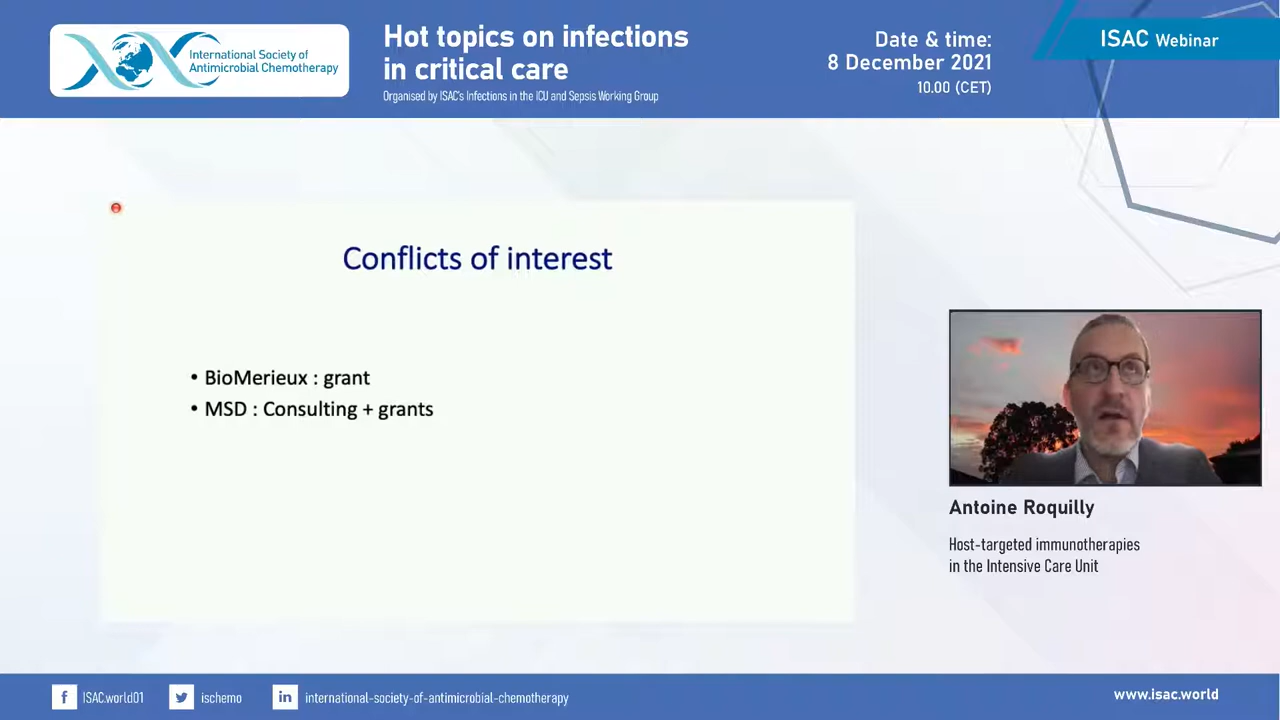 International Society of
Antimicrobial Chemotherapy
Hot topics on infections
in critical care
Organised by ISAC's Infections in the ICU and Sepsis Working Group
Date & time:
8 December 2021
10.00 (CET)
ISAC Webinar
Conflicts of interest
• BioMerieux : grant
• MSD : Consulting + grants
Antoine Roquilly
Host-targeted immunotherapies
in the Intensive Care Unit
ISAC.world01
ischemo
international-society-of-antimicrobial-chemotherapy
www.isac.world